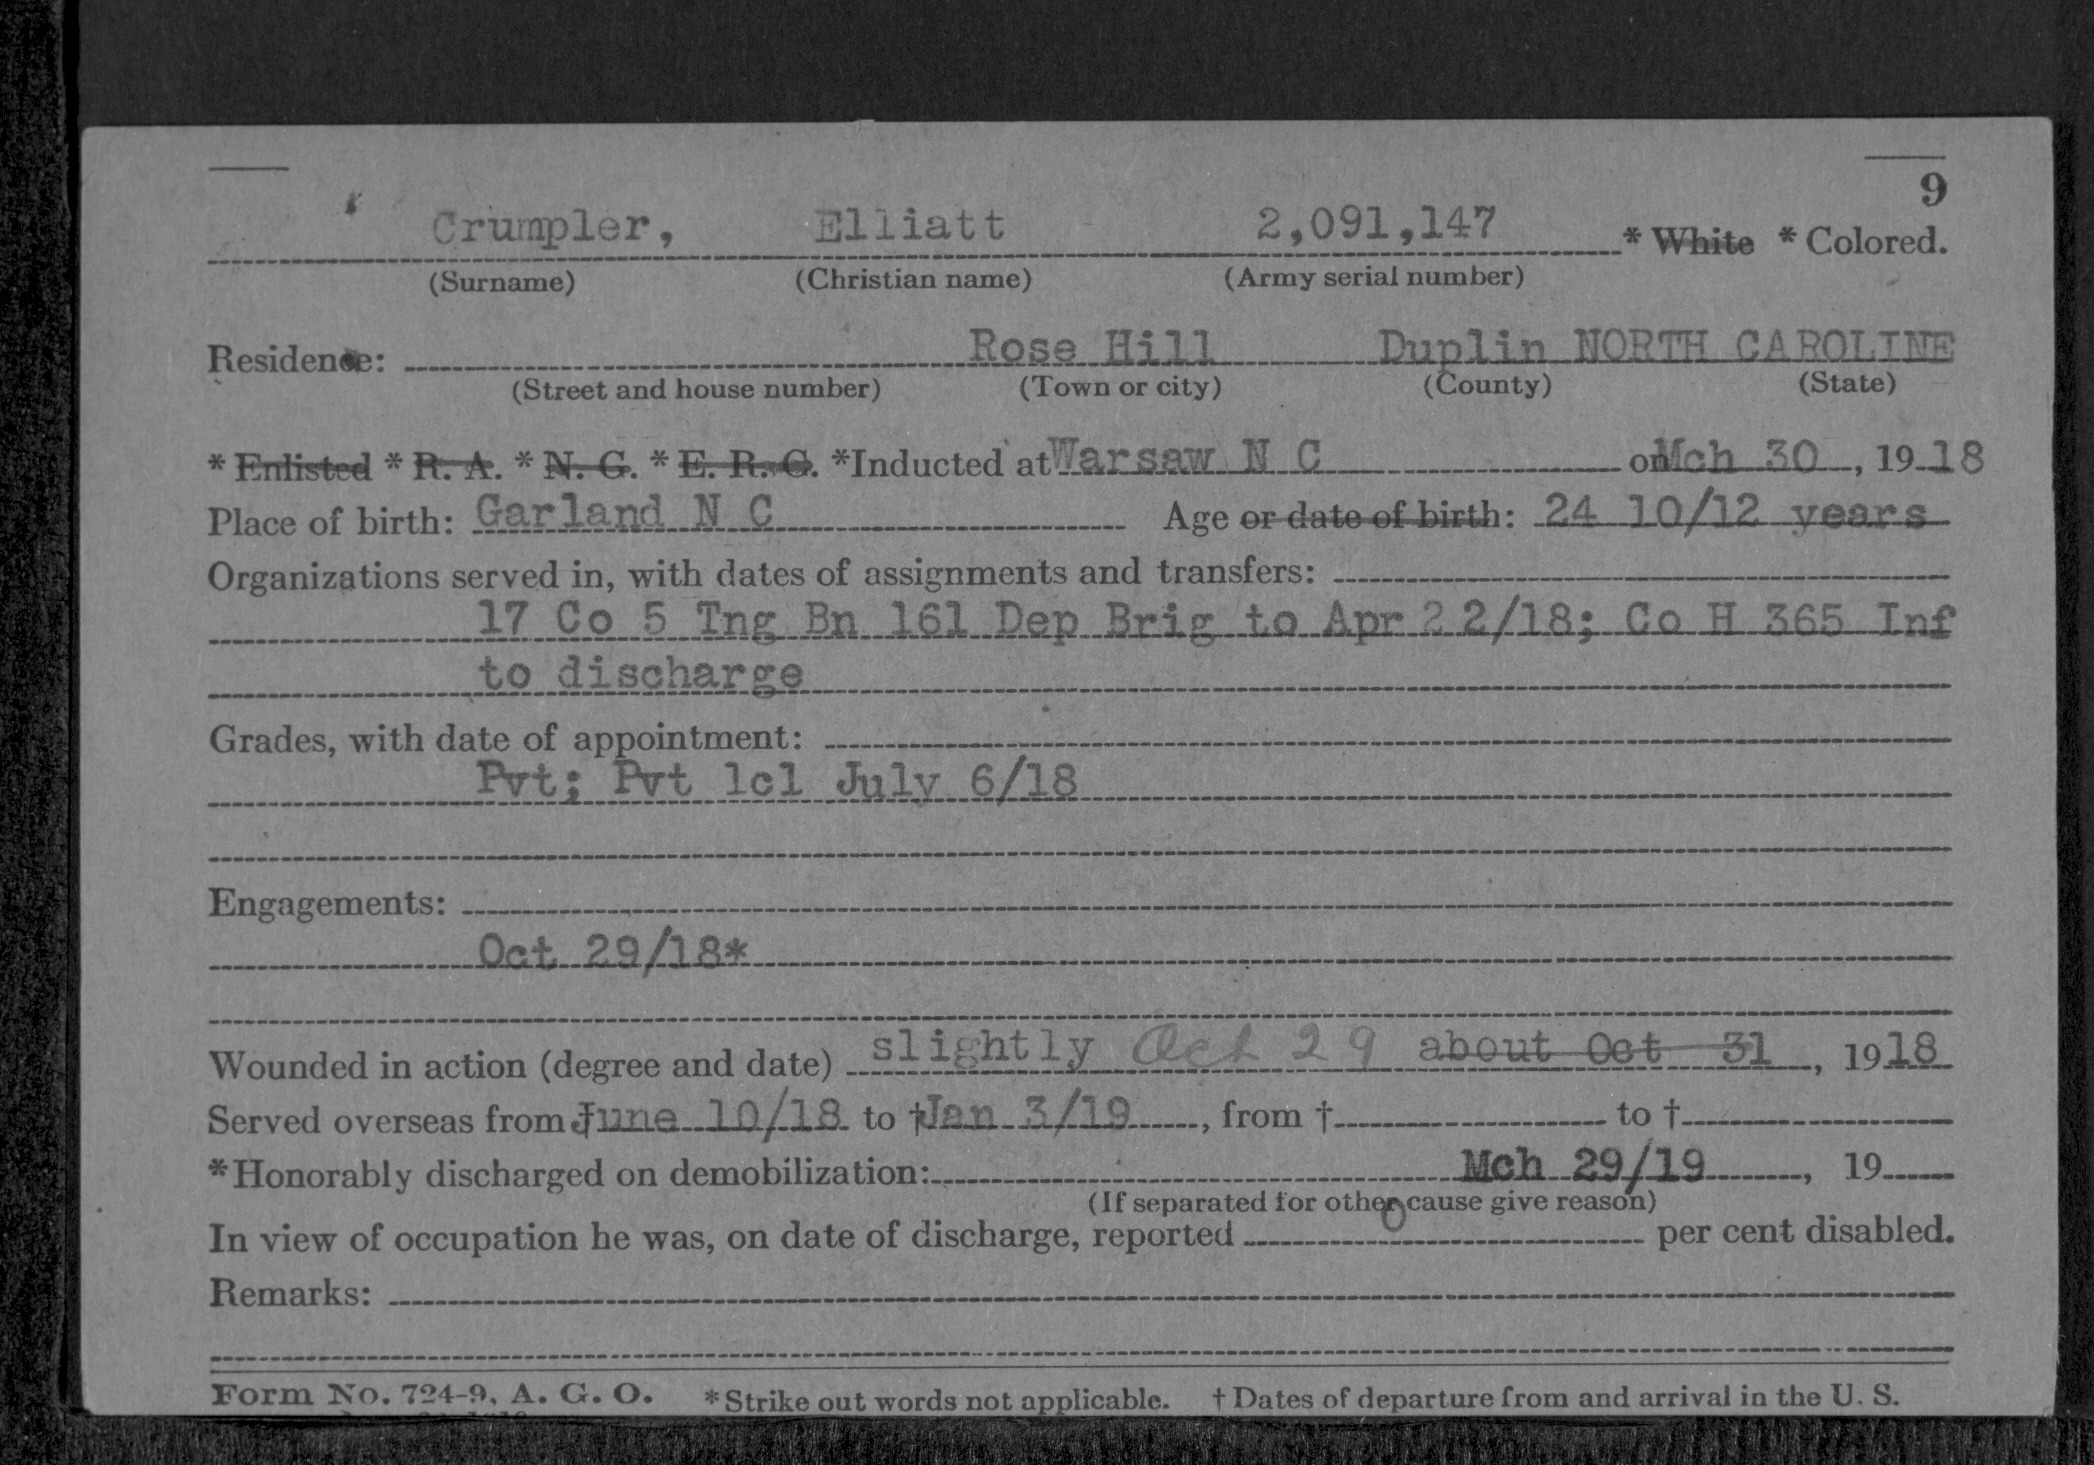 9
Crumpler, Elliatt 2,091,147 * White * Colored.
(Surname) (Christian name) (Army serial number)
Residence: Rose Hill Duplin NORTH CAROLINE
(Street and house number) (Town or city) (County) (State)
* Enlisted * R. A. * N. G. * E. R. C. *Inducted at Warsaw N C on Mch 30, 1918
Place of birth: Garland N C Age or date of birth: 24 10/12 years
Organizations served in, with dates of assignments and transfers:
17 Co 5 Tng Bn 161 Dep Brig to Apr 22/18; Co H 365 Inf
to discharge
Grades, with date of appointment:
Pvt; Pvt 1cl July 6/18
Engagements:
Oct 29/18*
Wounded in action (degree and date) slightly Oct 29 about Oct 31, 1918
Served overseas from † June 10/18 to † Jan 3/19, from † to †
*Honorably discharged on demobilization: Mch 29/19, 19
(If separated for other cause give reason)
In view of occupation he was, on date of discharge, reported 0 per cent disabled.
Remarks:
Form No. 724-9, A. G. O. *Strike out words not applicable. † Dates of departure from and arrival in the U. S.